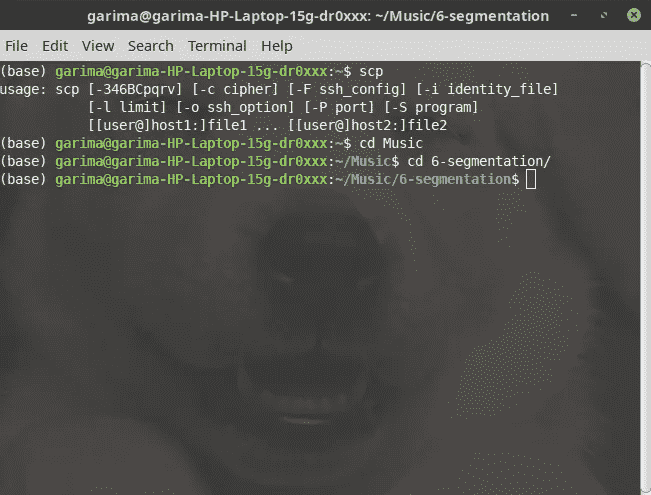 garima@garima-HP-Laptop-15g-dr0xxx: ~/Music/6-segmentation
File Edit View Search Terminal Help
(base) garima@garima-HP-Laptop-15g-dr0xxx:~$ scp
usage: scp [-346BCpqrv] [-c cipher] [-F ssh_config] [-i identity_file]
           [-l limit] [-o ssh_option] [-P port] [-S program]
           [[user@]host1:]file1 ... [[user@]host2:]file2
(base) garima@garima-HP-Laptop-15g-dr0xxx:~$ cd Music
(base) garima@garima-HP-Laptop-15g-dr0xxx:~/Music$ cd 6-segmentation/
(base) garima@garima-HP-Laptop-15g-dr0xxx:~/Music/6-segmentation$